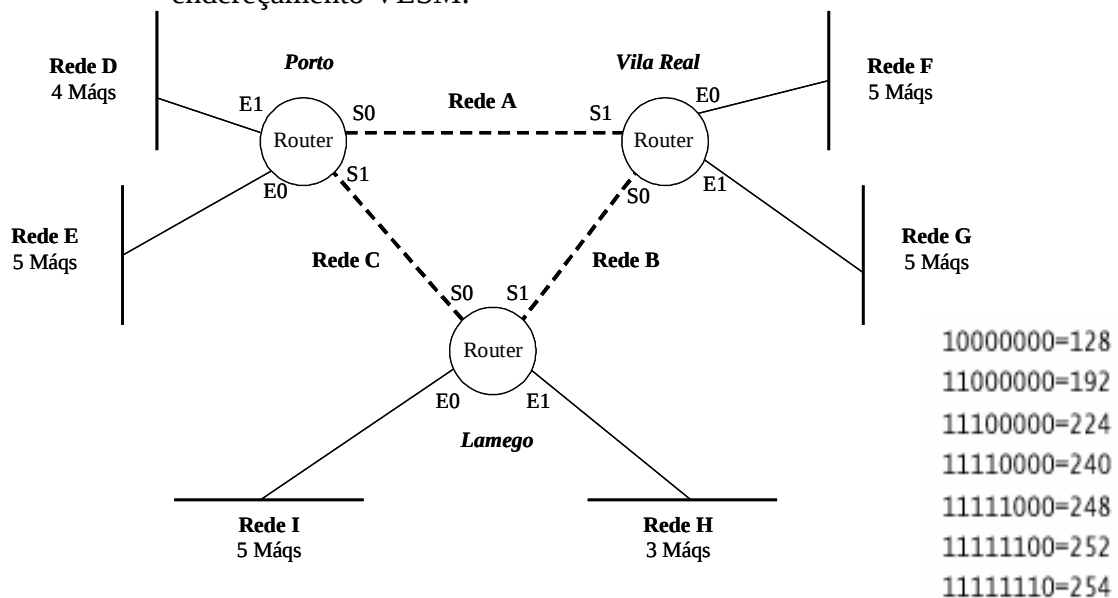 endereçamento VLSM.
Porto
Vila Real
Rede D
4 Máqs
Rede F
5 Máqs
E1
S0
Rede A
S1
E0
Router
Router
E0
S1
S0
E1
Rede E
5 Máqs
Rede C
Rede B
Rede G
5 Máqs
S0
S1
Router
E0
E1
Lamego
Rede I
5 Máqs
Rede H
3 Máqs
10000000=128
11000000=192
11100000=224
11110000=240
11111000=248
11111100=252
11111110=254